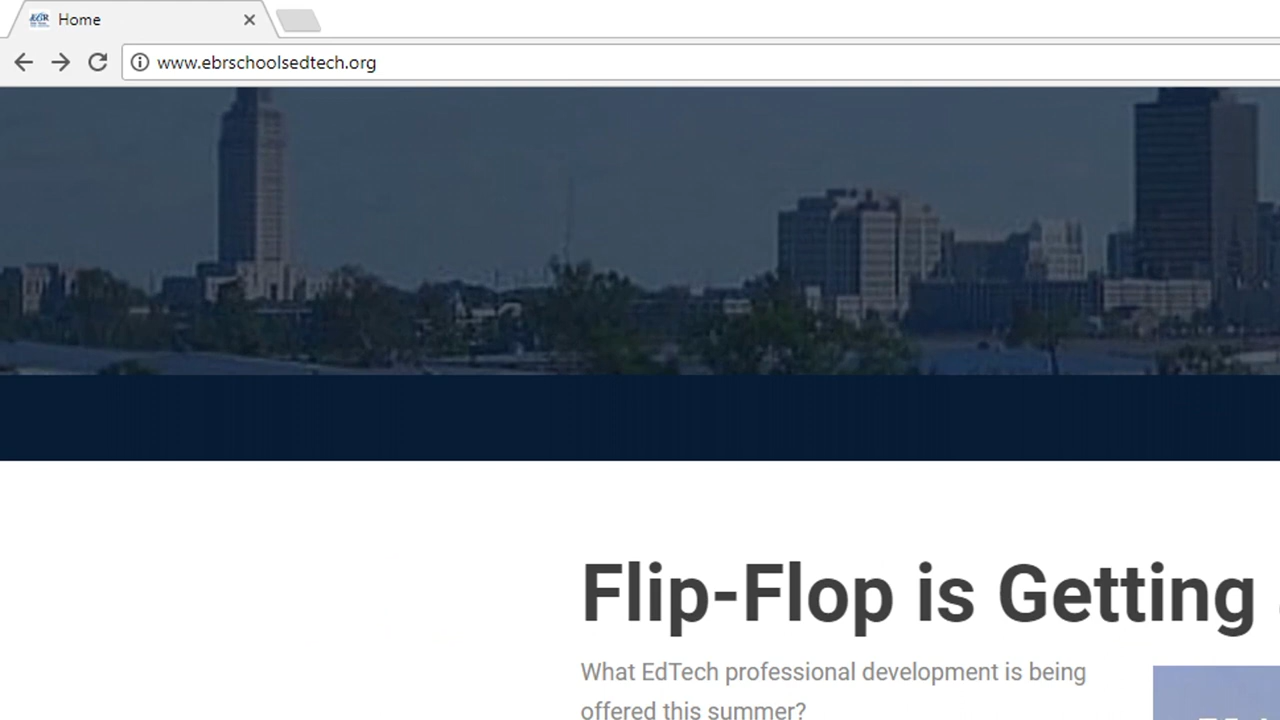 Home
www.ebrschoolsedtech.org
Flip-Flop is Getting
What EdTech professional development is being
offered this summer?